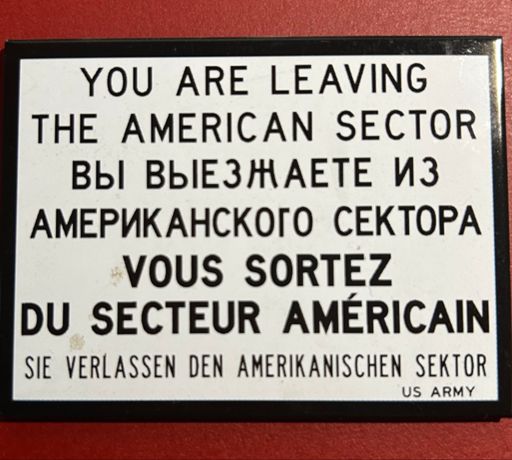 YOU ARE LEAVING
THE AMERICAN SECTOR
ВЫ ВЫЕЗЖАЕТЕ ИЗ
АМЕРИКАНСКОГО СЕКТОРА
VOUS SORTEZ
DU SECTEUR AMÉRICAIN
SIE VERLASSEN DEN AMERIKANISCHEN SEKTOR
US ARMY